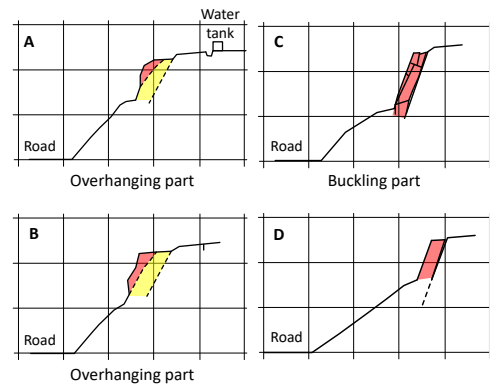 Water
tank
A
Road
Overhanging part
C
Road
Buckling part
B
Road
Overhanging part
D
Road